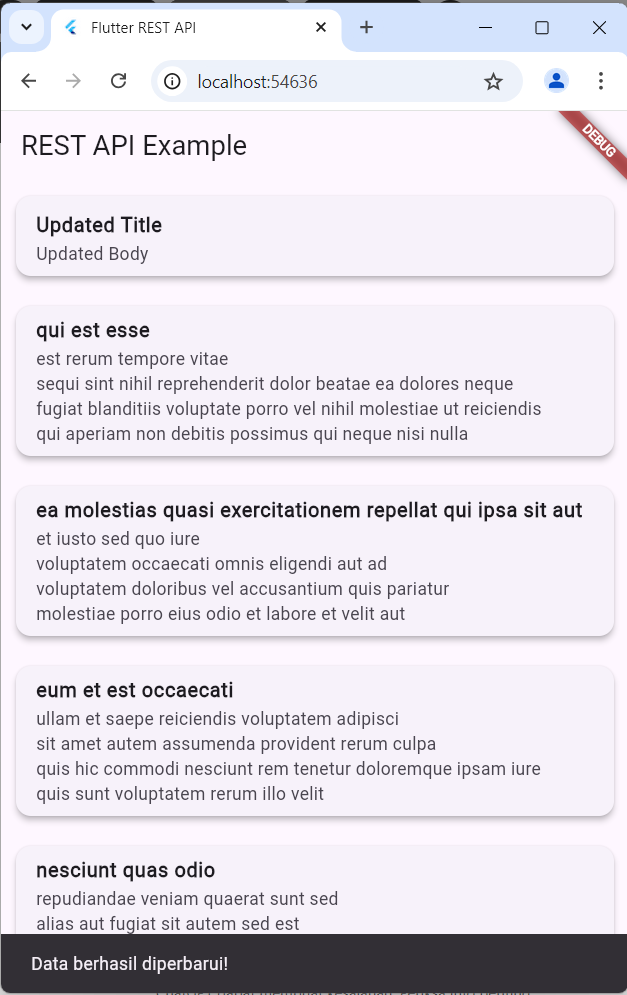 Flutter REST API
localhost:54636
REST API Example
DEBUG
Updated Title
Updated Body
qui est esse
est rerum tempore vitae
sequi sint nihil reprehenderit dolor beatae ea dolores neque
fugiat blanditiis voluptate porro vel nihil molestiae ut reiciendis
qui aperiam non debitis possimus qui neque nisi nulla
ea molestias quasi exercitationem repellat qui ipsa sit aut
et iusto sed quo iure
voluptatem occaecati omnis eligendi aut ad
voluptatem doloribus vel accusantium quis pariatur
molestiae porro eius odio et labore et velit aut
eum et est occaecati
ullam et saepe reiciendis voluptatem adipisci
sit amet autem assumenda provident rerum culpa
quis hic commodi nesciunt rem tenetur doloremque ipsam iure
quis sunt voluptatem rerum illo velit
nesciunt quas odio
repudiandae veniam quaerat sunt sed
alias aut fugiat sit autem sed est
Data berhasil diperbarui!